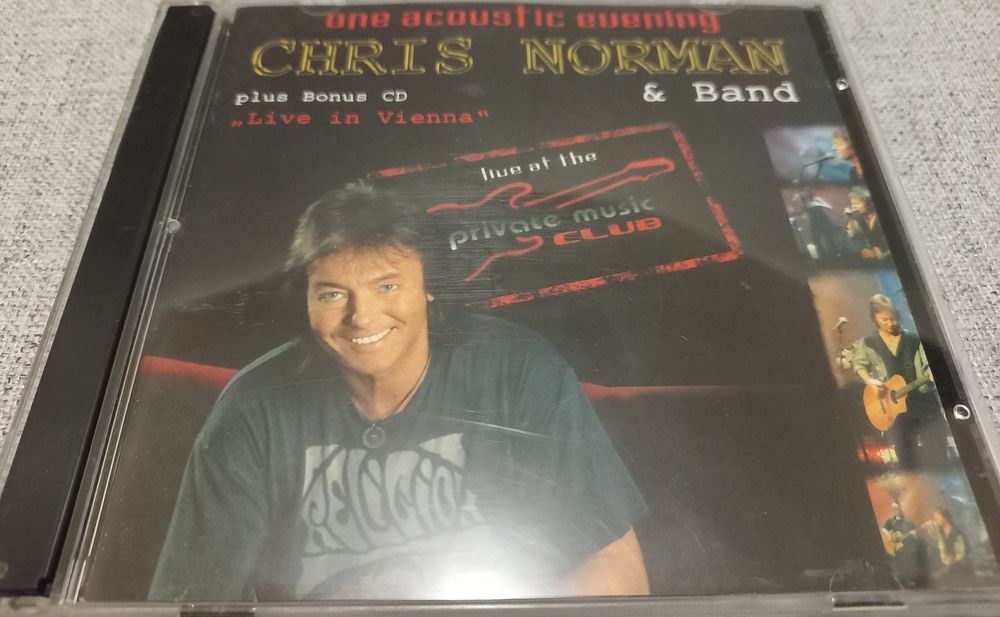 one acoustic evening
CHRIS NORMAN
& Band
plus Bonus CD
„Live in Vienna"
live at the
private music
CLUB